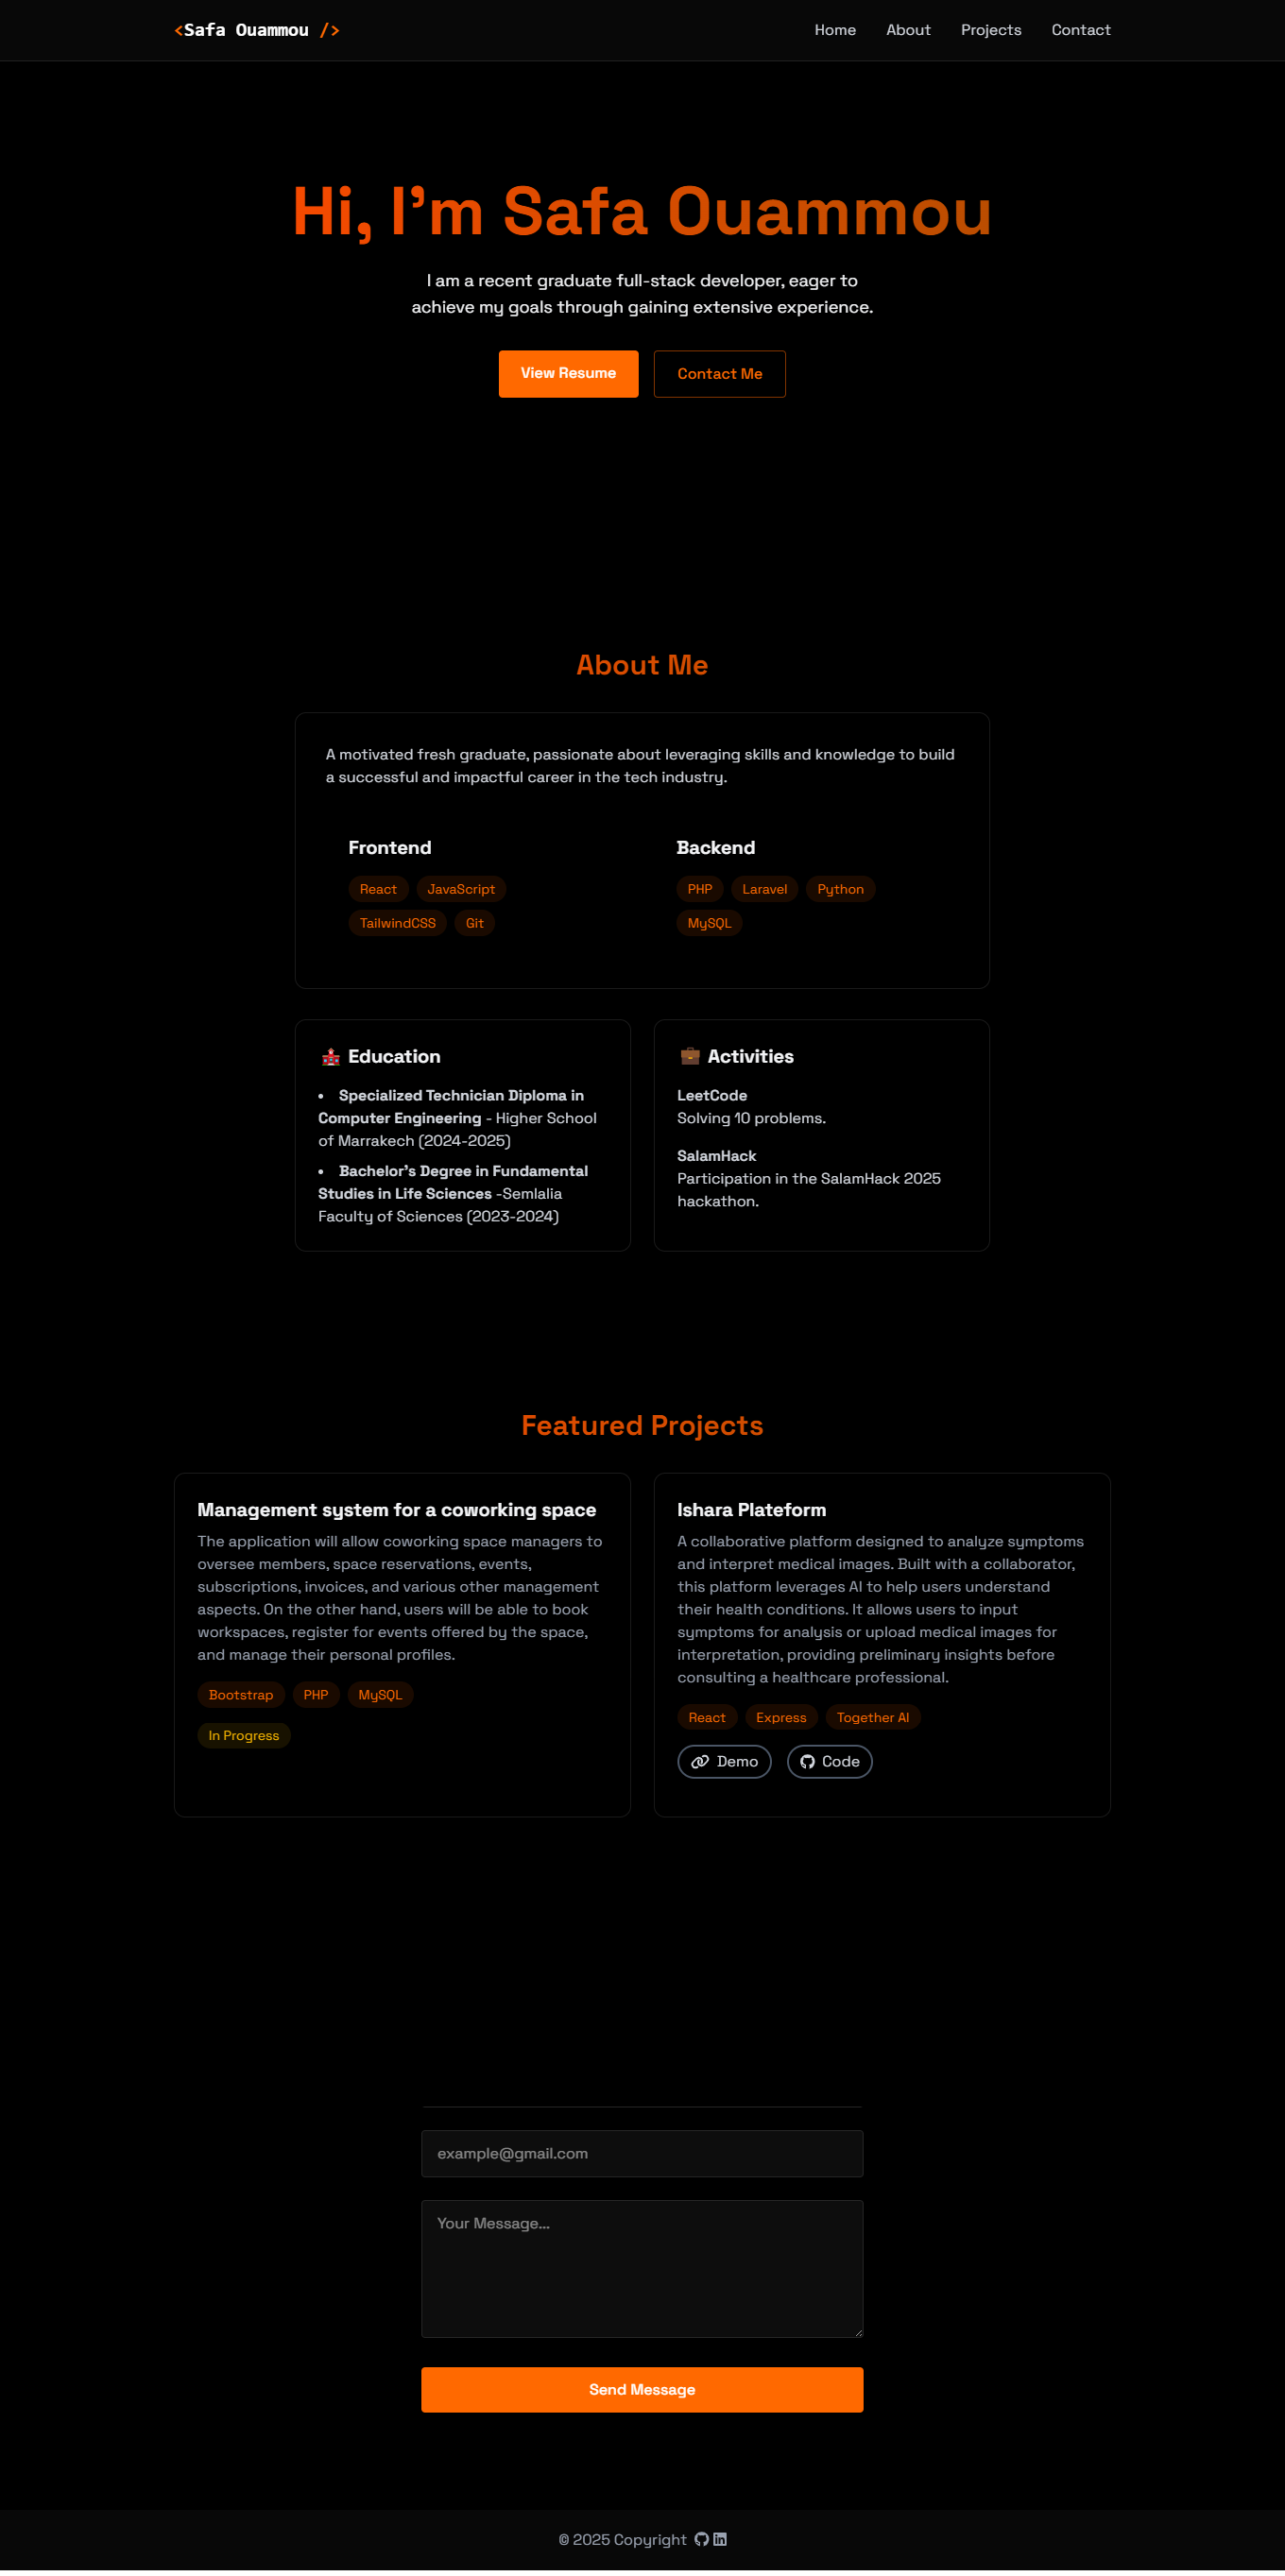 <Safa Ouammou />
Home About Projects Contact
Hi, I'm Safa Ouammou
I am a recent graduate full-stack developer, eager to
achieve my goals through gaining extensive experience.
View Resume Contact Me
About Me
A motivated fresh graduate, passionate about leveraging skills and knowledge to build
a successful and impactful career in the tech industry.
Frontend
React JavaScript
TailwindCSS Git
Backend
PHP Laravel Python
MySQL
Education
• Specialized Technician Diploma in
Computer Engineering - Higher School
of Marrakech (2024-2025)
• Bachelor's Degree in Fundamental
Studies in Life Sciences -Semlalia
Faculty of Sciences (2023-2024)
Activities
LeetCode
Solving 10 problems.
SalamHack
Participation in the SalamHack 2025
hackathon.
Featured Projects
Management system for a coworking space
The application will allow coworking space managers to
oversee members, space reservations, events,
subscriptions, invoices, and various other management
aspects. On the other hand, users will be able to book
workspaces, register for events offered by the space,
and manage their personal profiles.
Bootstrap PHP MySQL
In Progress
Ishara Plateform
A collaborative platform designed to analyze symptoms
and interpret medical images. Built with a collaborator,
this platform leverages AI to help users understand
their health conditions. It allows users to input
symptoms for analysis or upload medical images for
interpretation, providing preliminary insights before
consulting a healthcare professional.
React Express Together AI
Demo Code
example@gmail.com
Your Message...
Send Message
© 2025 Copyright